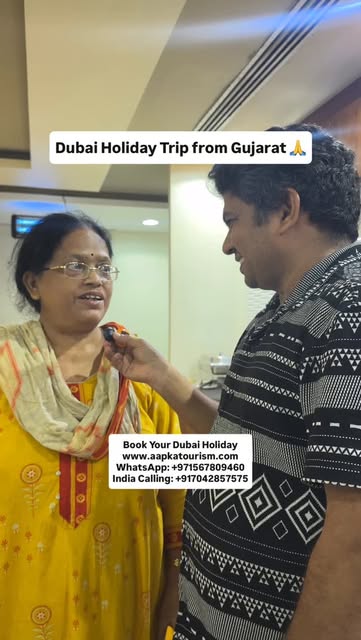 Dubai Holiday Trip from Gujarat 🙏
Book Your Dubai Holiday
www.aapkatourism.com
WhatsApp: +971567809460
India Calling: +917042857575